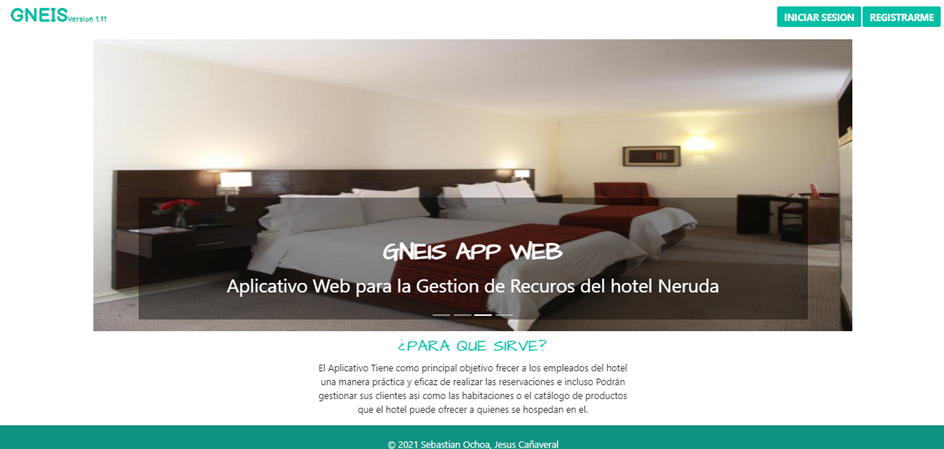 GNEIS Version 1.11
INICIAR SESION
REGISTRARME
GNEIS APP WEB
Aplicativo Web para la Gestion de Recuros del hotel Neruda
¿PARA QUE SIRVE?
El Aplicativo Tiene como principal objetivo frecer a los empleados del hotel
una manera práctica y eficaz de realizar las reservaciones e incluso Podrán
gestionar sus clientes asi como las habitaciones o el catálogo de productos
que el hotel puede ofrecer a quienes se hospedan en el.
© 2021 Sebastian Ochoa, Jesus Cañaveral